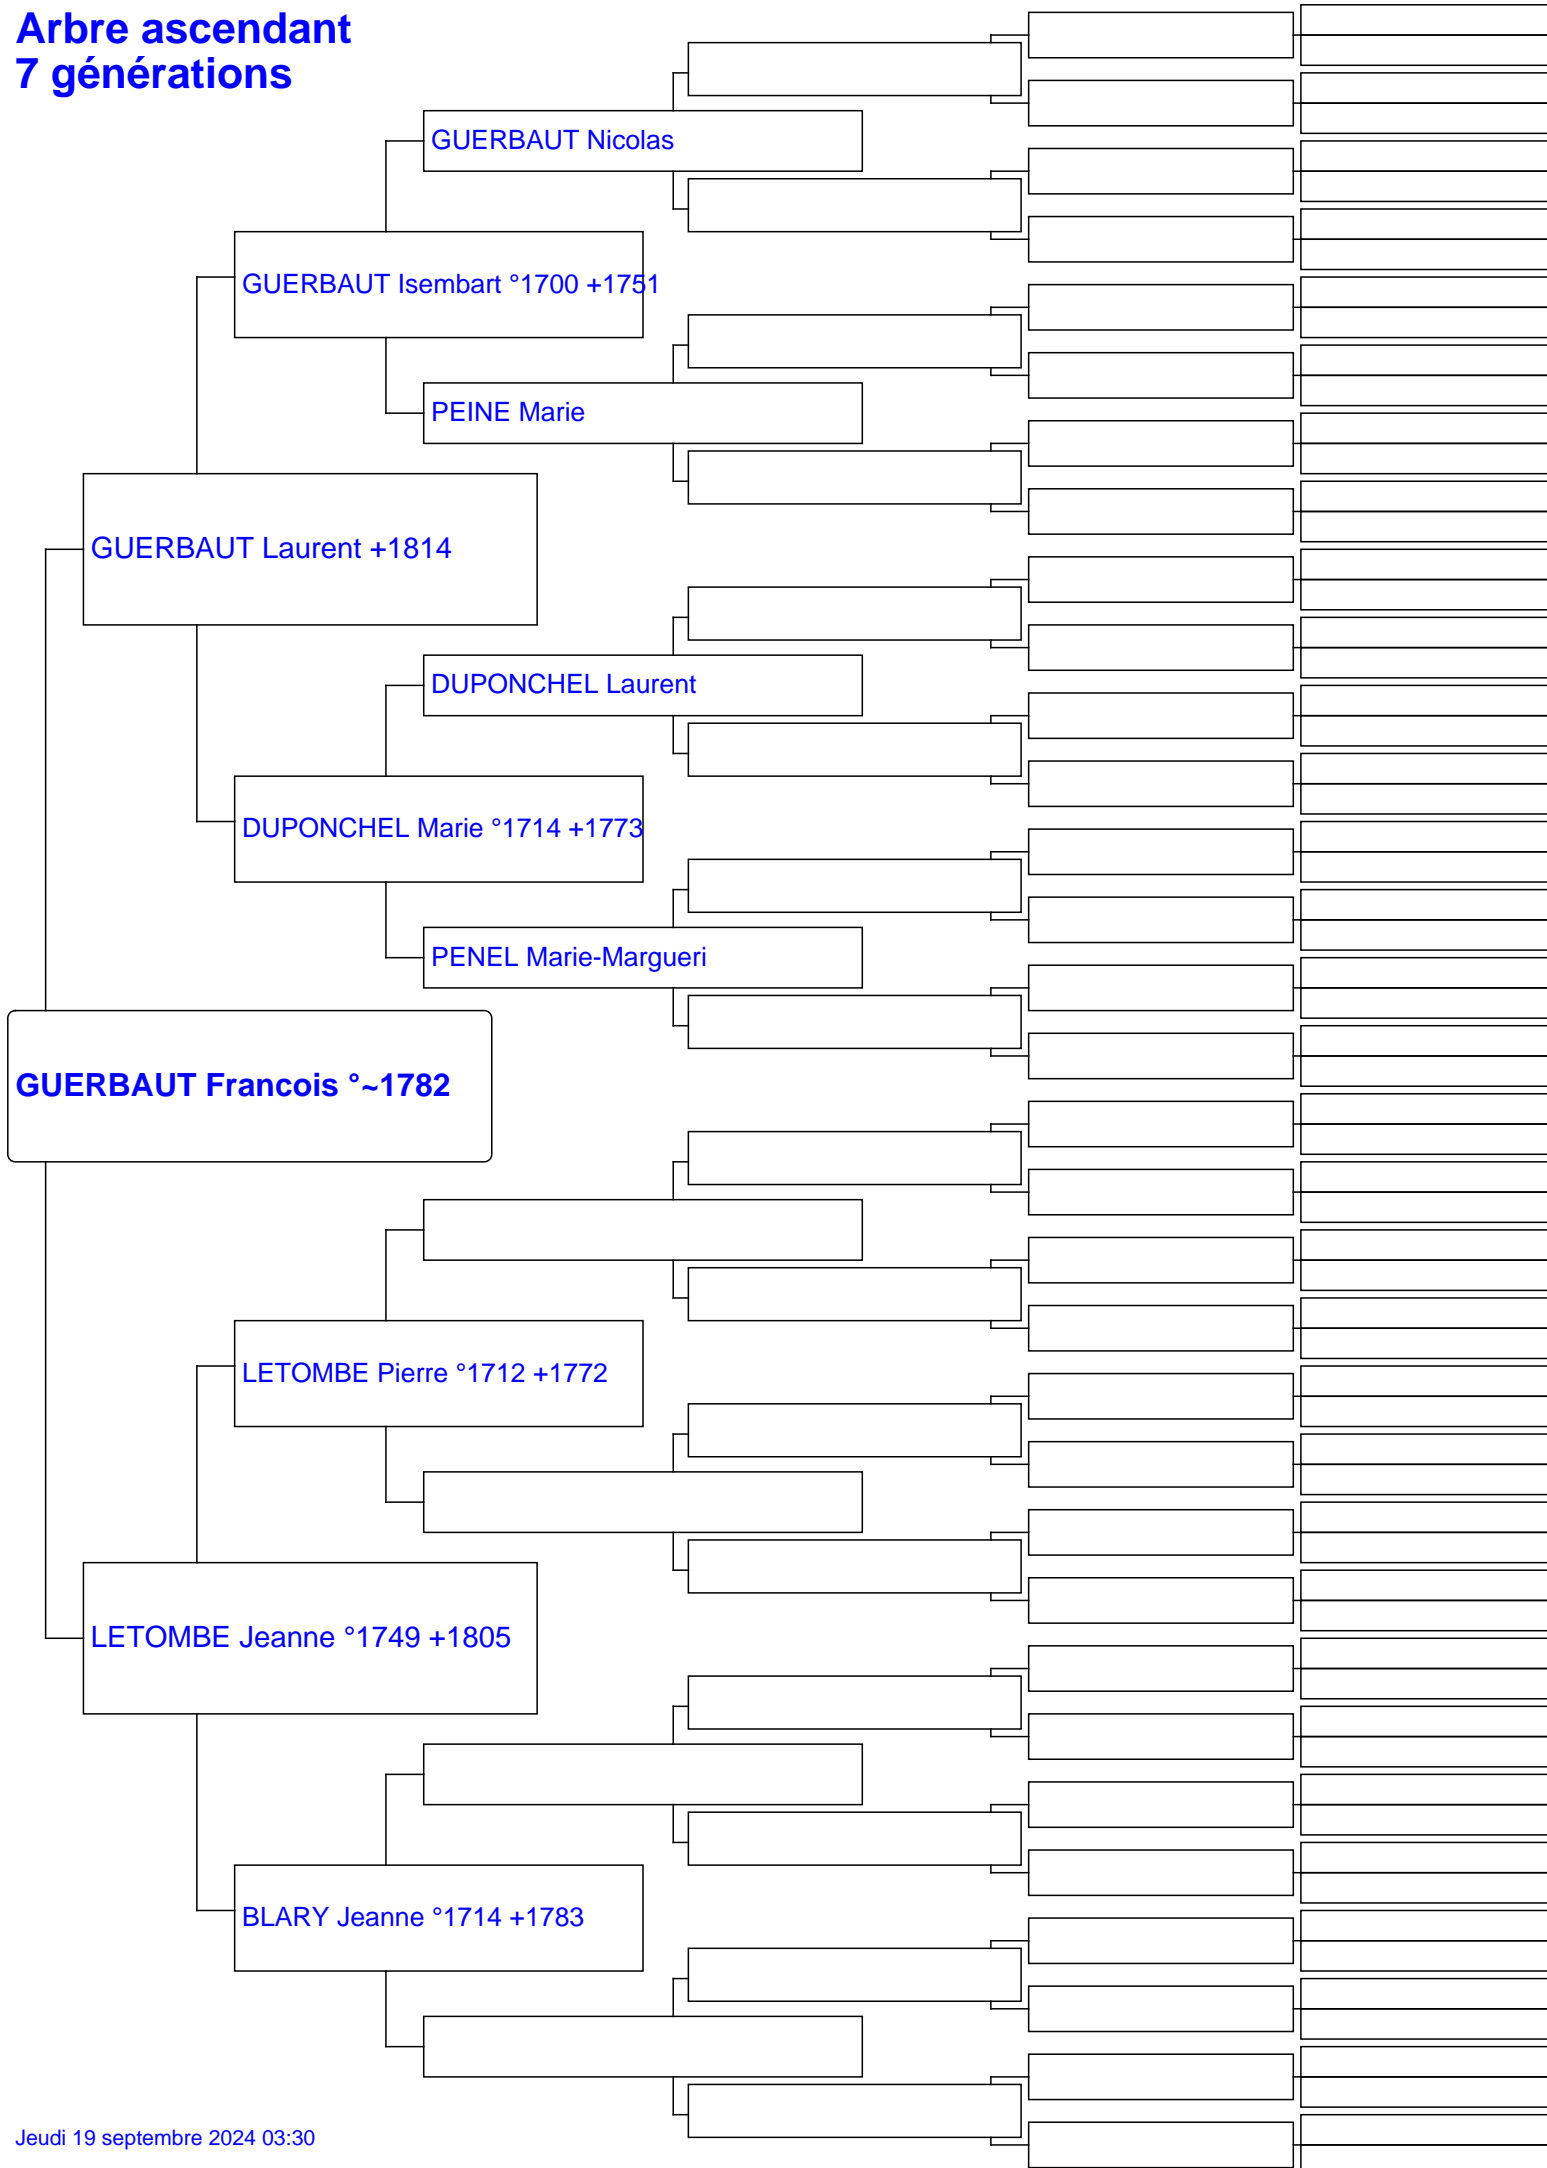 Arbre ascendant
7 générations
GUERBAUT Nicolas
GUERBAUT Isembart °1700 +1751
PEINE Marie
GUERBAUT Laurent +1814
DUPONCHEL Laurent
DUPONCHEL Marie °1714 +1773
PENEL Marie-Margueri
GUERBAUT Francois °~1782
LETOMBE Pierre °1712 +1772
LETOMBE Jeanne °1749 +1805
BLARY Jeanne °1714 +1783
Jeudi 19 septembre 2024 03:30